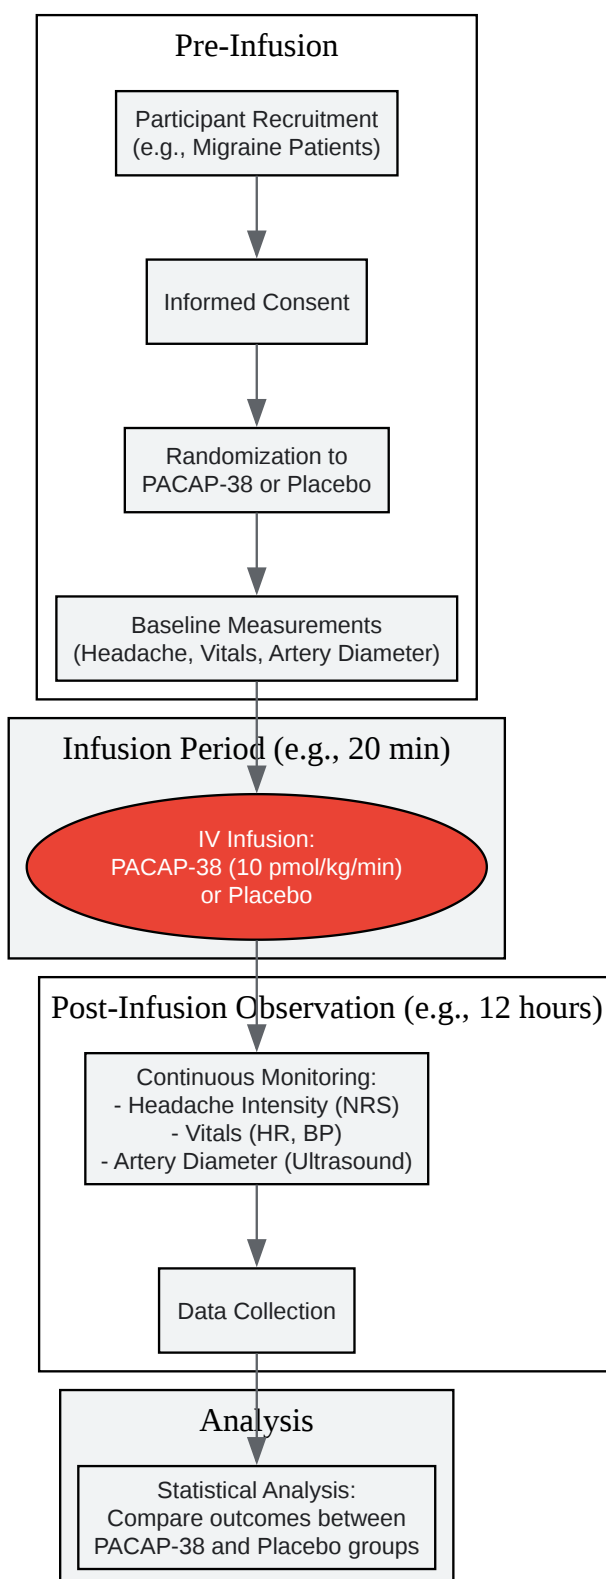 Pre-Infusion
Participant Recruitment
(e.g., Migraine Patients)
Informed Consent
Randomization to
PACAP-38 or Placebo
Baseline Measurements
(Headache, Vitals, Artery Diameter)
Infusion Period (e.g., 20 min)
IV Infusion:
PACAP-38 (10 pmol/kg/min)
or Placebo
Post-Infusion Observation (e.g., 12 hours)
Continuous Monitoring:
- Headache Intensity (NRS)
- Vitals (HR, BP)
- Artery Diameter (Ultrasound)
Data Collection
Analysis
Statistical Analysis:
Compare outcomes between
PACAP-38 and Placebo groups